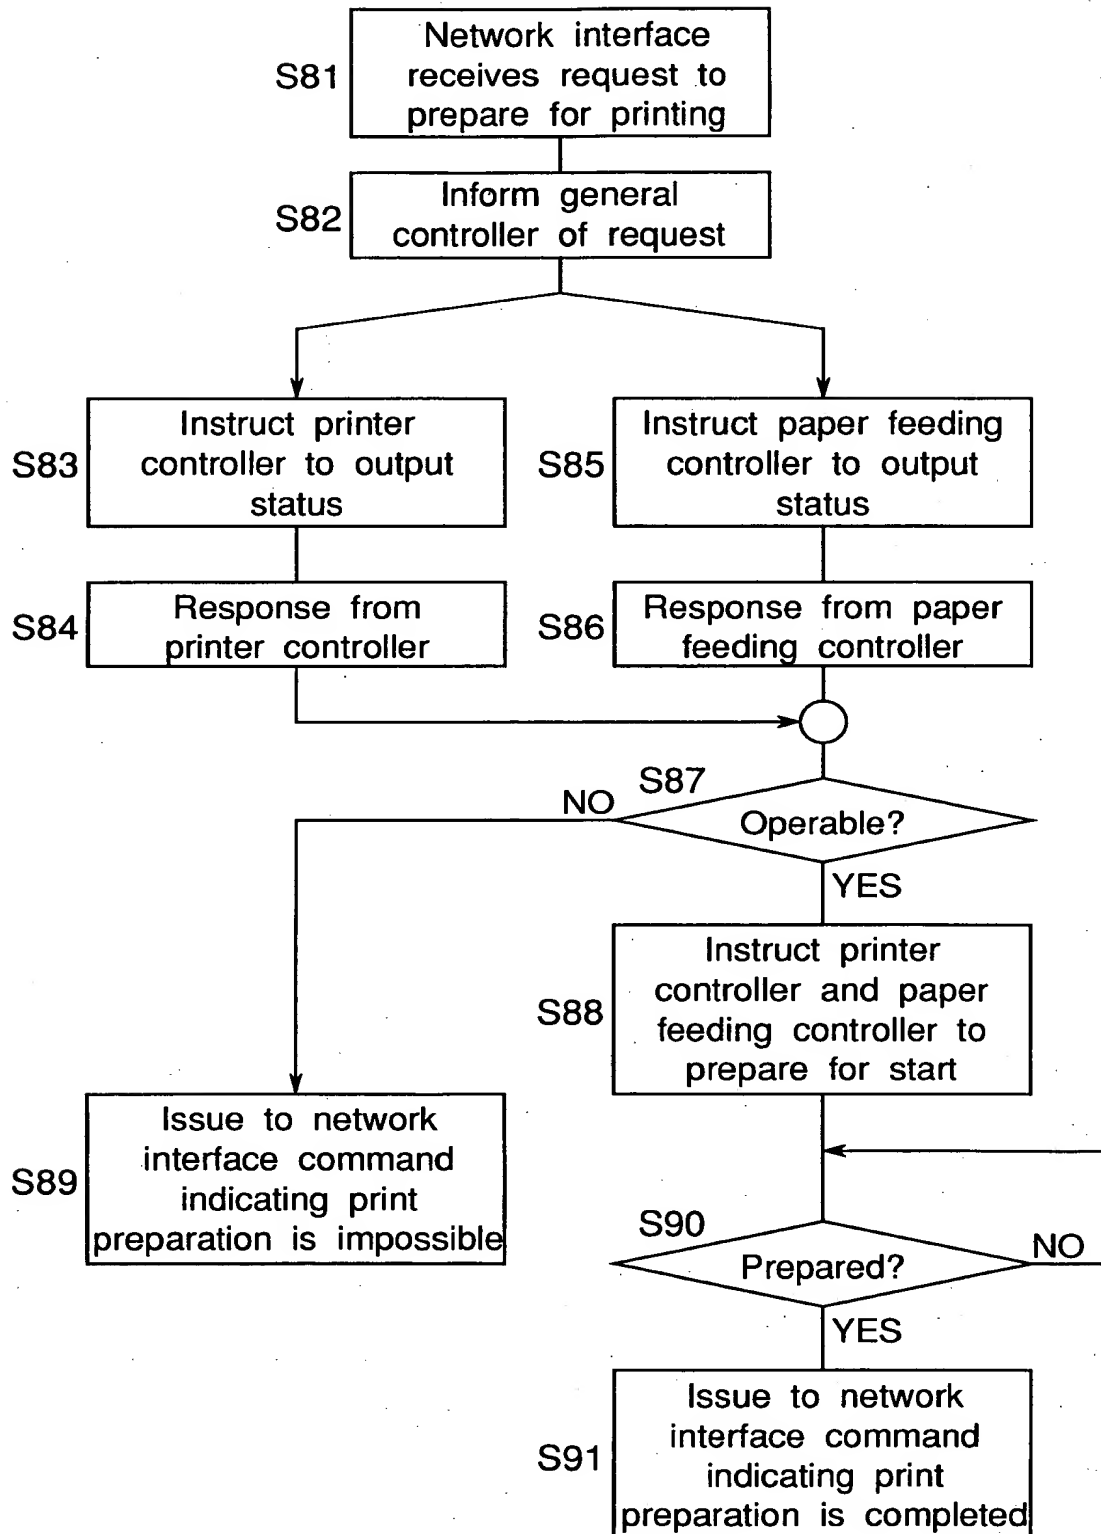 S81
Network interface
receives request to
prepare for printing
S82
Inform general
controller of request
S83
Instruct printer
controller to output
status
S85
Instruct paper feeding
controller to output
status
S84
Response from
printer controller
S86
Response from paper
feeding controller
S87
NO
Operable?
YES
S88
Instruct printer
controller and paper
feeding controller to
prepare for start
S89
Issue to network
interface command
indicating print
preparation is impossible
S90
Prepared?
NO
YES
S91
Issue to network
interface command
indicating print
preparation is completed